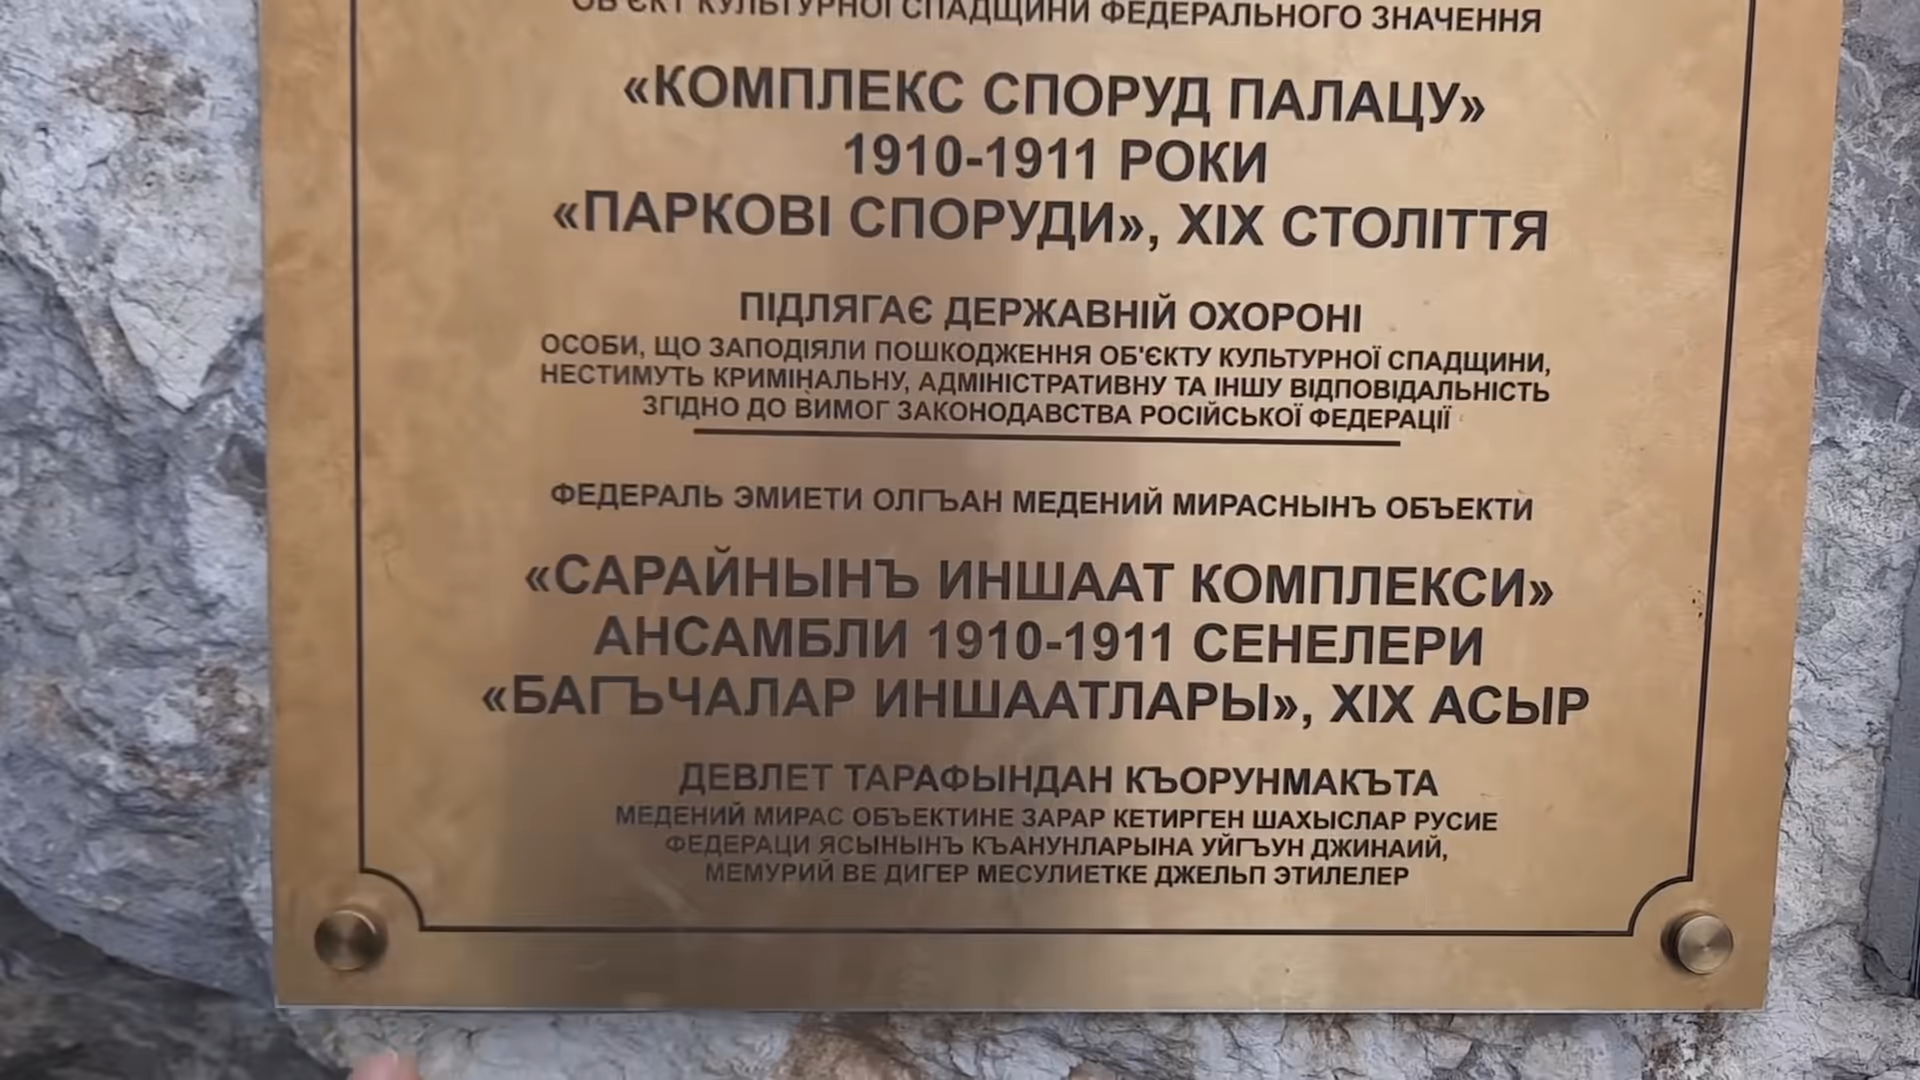 ОБ'ЄКТ КУЛЬТУРНОЇ СПАДЩИНИ ФЕДЕРАЛЬНОГО ЗНАЧЕННЯ
«КОМПЛЕКС СПОРУД ПАЛАЦУ»
1910-1911 РОКИ
«ПАРКОВІ СПОРУДИ», XIX СТОЛІТТЯ
ПІДЛЯГАЄ ДЕРЖАВНІЙ ОХОРОНІ
ОСОБИ, ЩО ЗАПОДІЯЛИ ПОШКОДЖЕННЯ ОБ'ЄКТУ КУЛЬТУРНОЇ СПАДЩИНИ,
НЕСТИМУТЬ КРИМІНАЛЬНУ, АДМІНІСТРАТИВНУ ТА ІНШУ ВІДПОВІДАЛЬНІСТЬ
ЗГІДНО ДО ВИМОГ ЗАКОНОДАВСТВА РОСІЙСЬКОЇ ФЕДЕРАЦІЇ
ФЕДЕРАЛЬ ЭМИЕТИ ОЛГЪАН МЕДЕНИЙ МИРАСНЫНЪ ОБЪЕКТИ
«САРАЙНЫНЪ ИНШААТ КОМПЛЕКСИ»
АНСАМБЛИ 1910-1911 СЕНЕЛЕРИ
«БАГЪЧАЛАР ИНШААТЛАРЫ», XIX АСЫР
ДЕВЛЕТ ТАРАФЫНДАН КЪОРУНМАКЪТА
МЕДЕНИЙ МИРАС ОБЪЕКТИНЕ ЗАРАР КЕТИРГЕН ШАХЫСЛАР РУСИЕ
ФЕДЕРАЦИ ЯСЫНЫНЪ КЪАНУНЛАРЫНА УЙГЪУН ДЖИНАИЙ,
МЕМУРИЙ ВЕ ДИГЕР МЕСУЛИЕТКЕ ДЖЕЛЬП ЭТИЛЕЛЕР